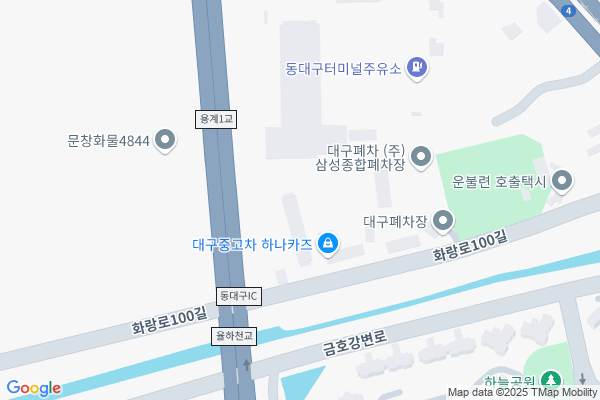 4
동대구터미널주유소
용계1교
문창화물4844
대구폐차 (주)
삼성종합폐차장
운불련 호출택시
대구폐차장
대구중고차 하나카즈
화랑로100길
동대구IC
화랑로100길
율하천교
금호강변로
하늘공원
Google
Map data ©2025 TMap Mobility